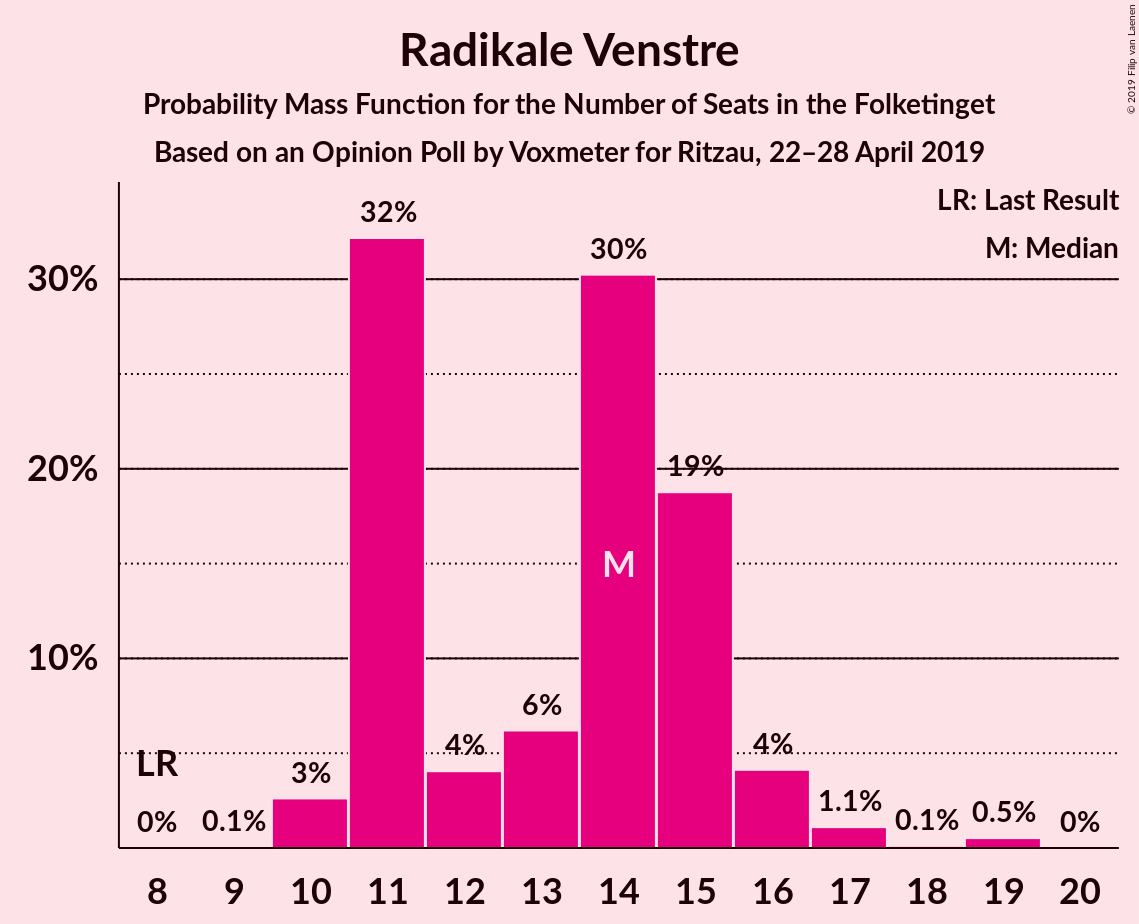 Radikale Venstre
Probability Mass Function for the Number of Seats in the Folketinget
Based on an Opinion Poll by Voxmeter for Ritzau, 22–28 April 2019
© 2019 Filip van Laenen
LR: Last Result
M: Median
30%
20%
10%
LR
0%
0.1%
3%
32%
4%
6%
30%
M
19%
4%
1.1%
0.1%
0.5%
0%
8 9 10 11 12 13 14 15 16 17 18 19 20